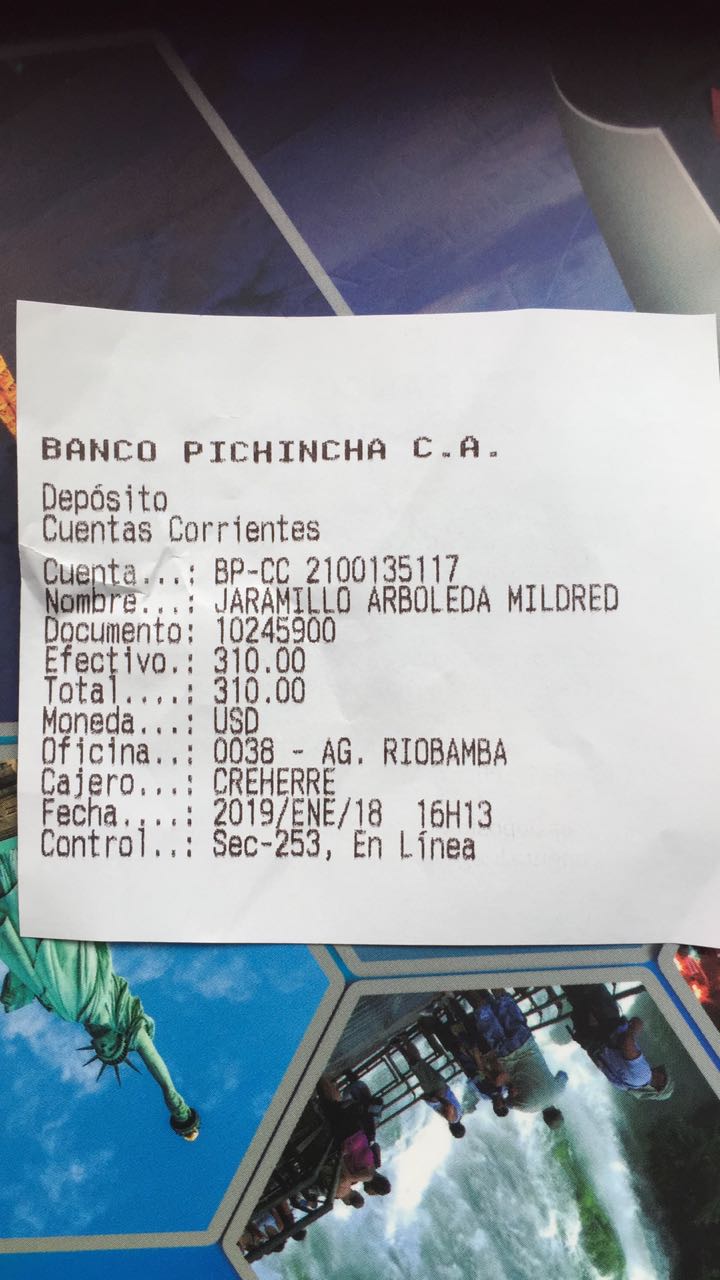 BANCO PICHINCHA C.A.
Depósito
Cuentas Corrientes
Cuenta...: BP-CC 2100135117
Nombre...: JARAMILLO ARBOLEDA MILDRED
Documento: 10245900
Efectivo.: 310.00
Total....: 310.00
Moneda...: USD
Oficina..: 0038 - AG. RIOBAMBA
Cajero...: CREHERRE
Fecha....: 2019/ENE/18 16H13
Control..: Sec-253, En Línea